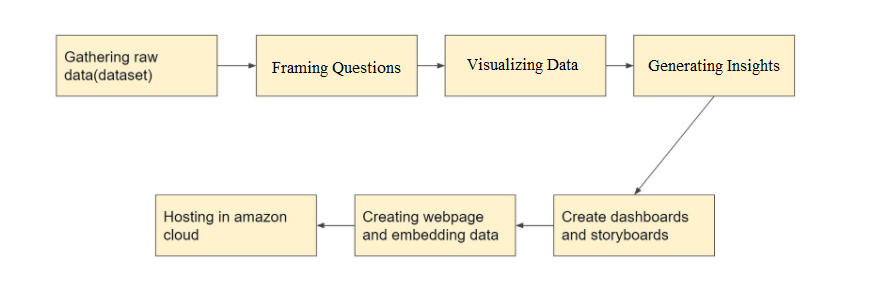 Gathering raw
data(dataset)
Framing Questions
Visualizing Data
Generating Insights
Create dashboards
and storyboards
Creating webpage
and embedding data
Hosting in amazon
cloud